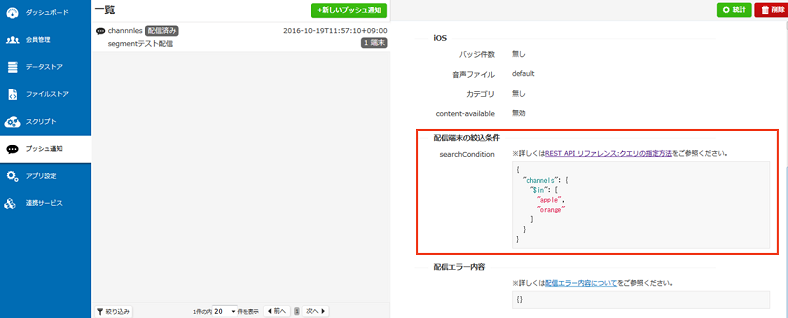 ダッシュボード
会員管理
データストア
ファイルストア
スクリプト
プッシュ通知
アプリ設定
連携サービス
一覧
+新しいプッシュ通知
channnles 配信済み 2016-10-19T11:57:10+09:00
segmentテスト配信 1 端末
絞り込み
1件の内 20 件を表示
前へ
1
次へ
統計
削除
iOS
バッジ件数 無し
音声ファイル default
カテゴリ 無し
content-available 無効
配信端末の絞込条件
searchCondition ※詳しくはREST API リファレンス:クエリの指定方法をご参照ください。
{
"channels": {
"$in": [
"apple",
"orange"
]
}
}
配信エラー内容
※詳しくは配信エラー内容についてをご参照ください。
{}